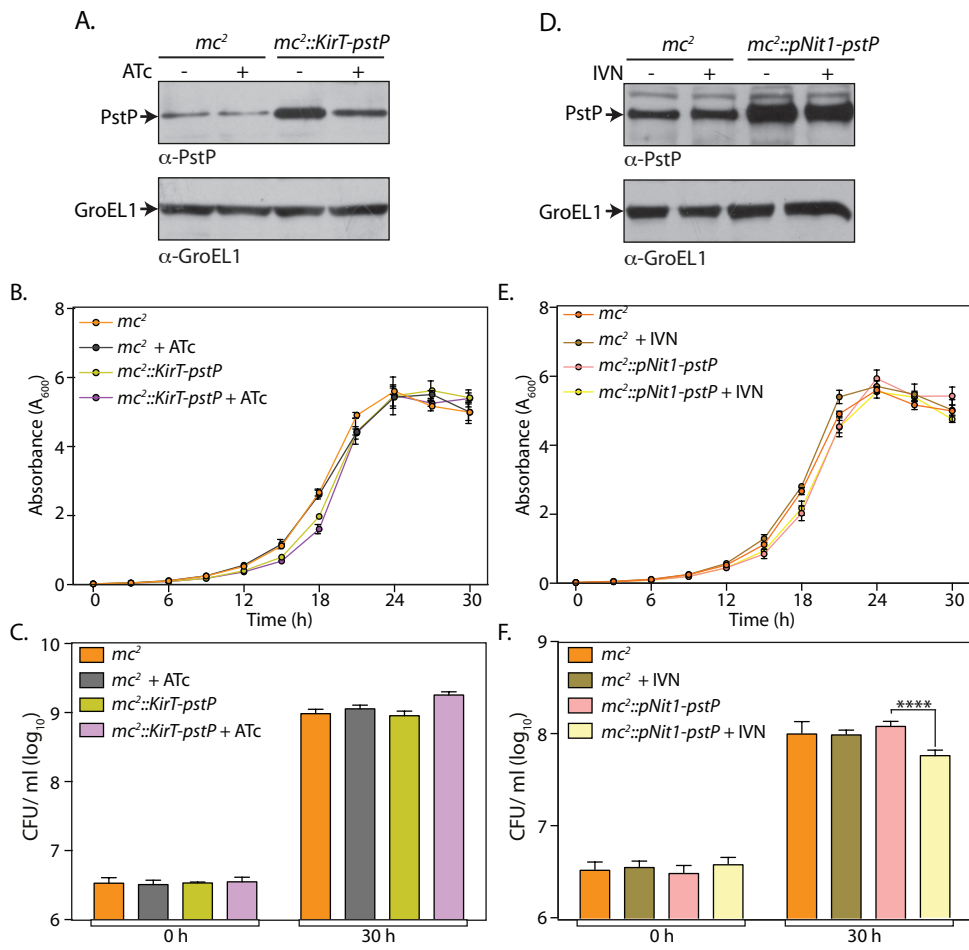 A.
mc²
mc²::KirT-pstP
ATc
-
+
-
+
PstP
α-PstP
GroEL1
α-GroEL1
D.
mc²
mc²::pNit1-pstP
IVN
-
+
-
+
PstP
α-PstP
GroEL1
α-GroEL1
B.
8
6
4
2
0
Absorbance (A₆₀₀)
mc²
mc² + ATc
mc²::KirT-pstP
mc²::KirT-pstP + ATc
0
6
12
18
24
30
Time (h)
E.
8
6
4
2
0
Absorbance (A₆₀₀)
mc²
mc² + IVN
mc²::pNit1-pstP
mc²::pNit1-pstP + IVN
0
6
12
18
24
30
Time (h)
C.
10
9
8
7
6
CFU/ ml (log₁₀)
mc²
mc² + ATc
mc²::KirT-pstP
mc²::KirT-pstP + ATc
0 h
30 h
F.
9
8
7
6
CFU/ ml (log₁₀)
mc²
mc² + IVN
mc²::pNit1-pstP
mc²::pNit1-pstP + IVN
****
0 h
30 h